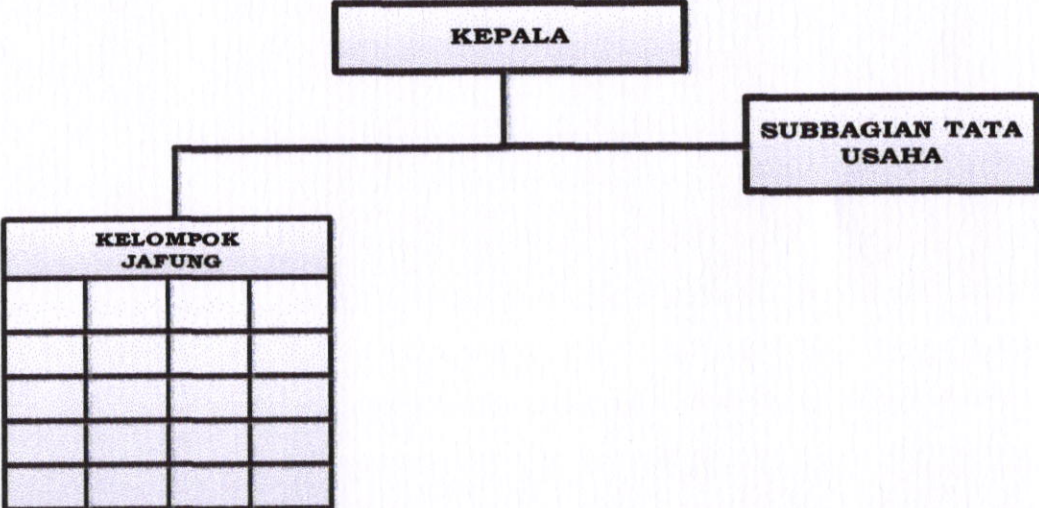 KEPALA
SUBBAGIAN TATA
USAHA
KELOMPOK
JAFUNG